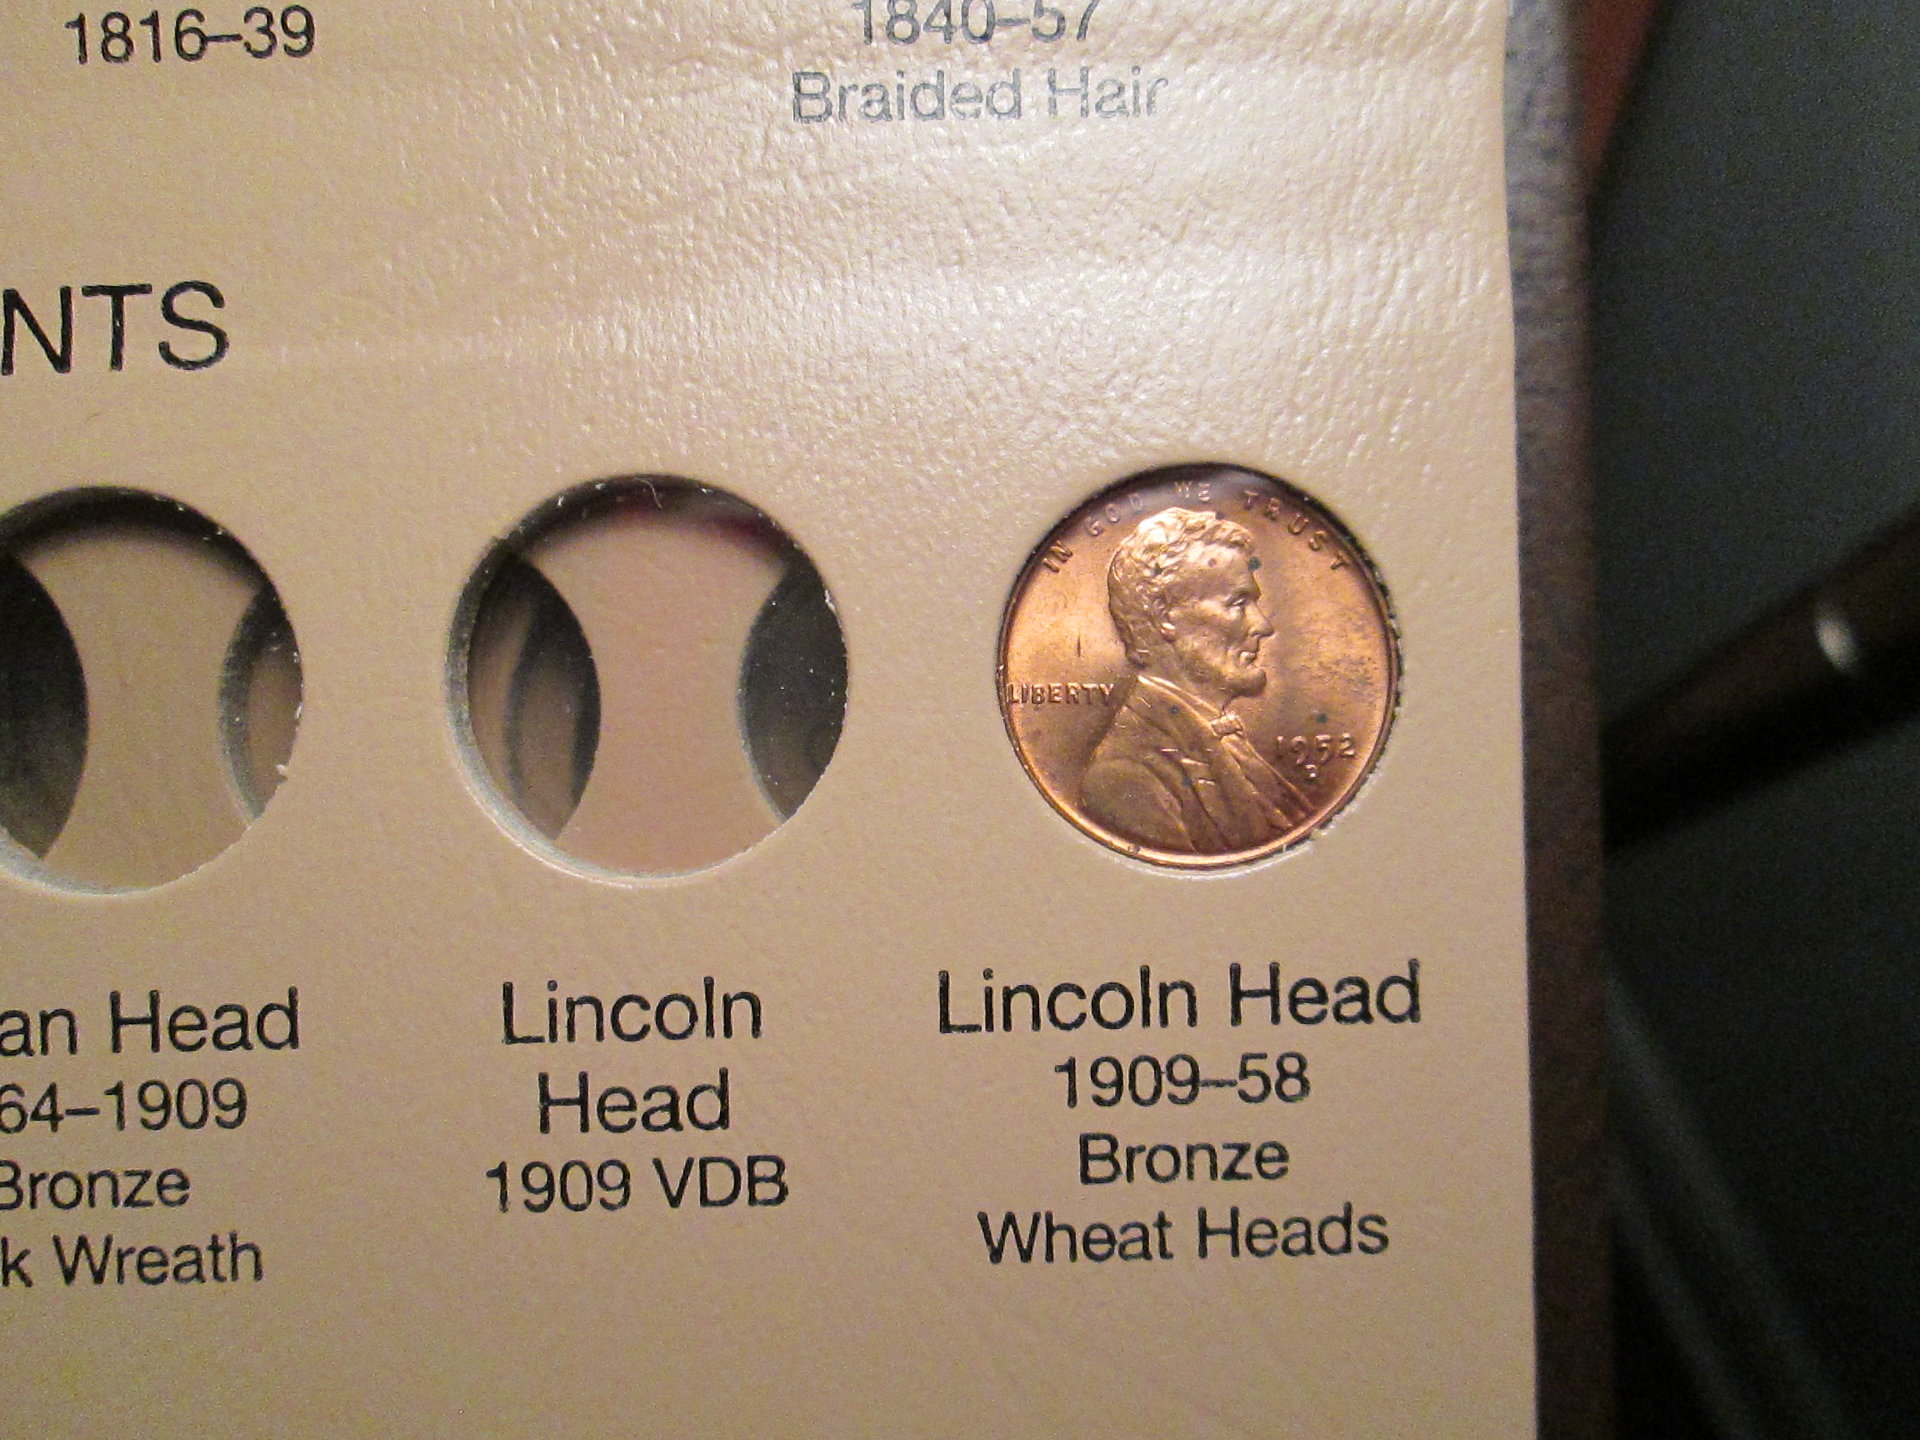 1816–39
1840–57
Braided Hair
NTS
IN GOD WE TRUST
LIBERTY
1952
D
an Head
64–1909
Bronze
k Wreath
Lincoln
Head
1909 VDB
Lincoln Head
1909–58
Bronze
Wheat Heads